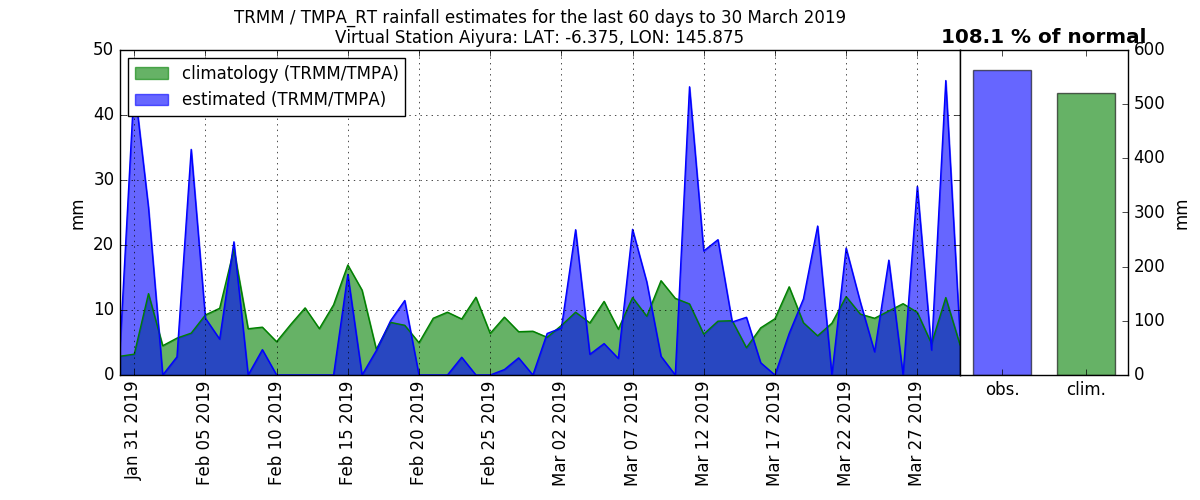 TRMM / TMPA_RT rainfall estimates for the last 60 days to 30 March 2019
Virtual Station Aiyura: LAT: -6.375, LON: 145.875
108.1 % of normal
climatology (TRMM/TMPA)
estimated (TRMM/TMPA)
50
40
30
20
10
0
mm
600
500
400
300
200
100
0
mm
Jan 31 2019
Feb 05 2019
Feb 10 2019
Feb 15 2019
Feb 20 2019
Feb 25 2019
Mar 02 2019
Mar 07 2019
Mar 12 2019
Mar 17 2019
Mar 22 2019
Mar 27 2019
obs.
clim.